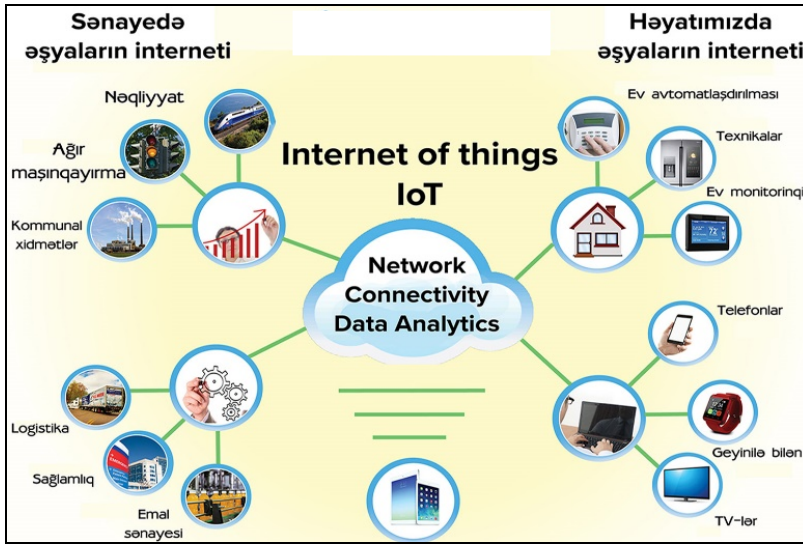 Sənayedə
əşyaların interneti
Həyatımızda
əşyaların interneti
Nəqliyyat
Ağır
maşınqayırma
Kommunal
xidmətlər
Internet of things
IoT
Ev avtomatlaşdırılması
Texnikalar
Ev monitorinqi
Network
Connectivity
Data Analytics
Logistika
Sağlamlıq
Emal
sənayesi
Telefonlar
Geyinilə bilən
TV-lər